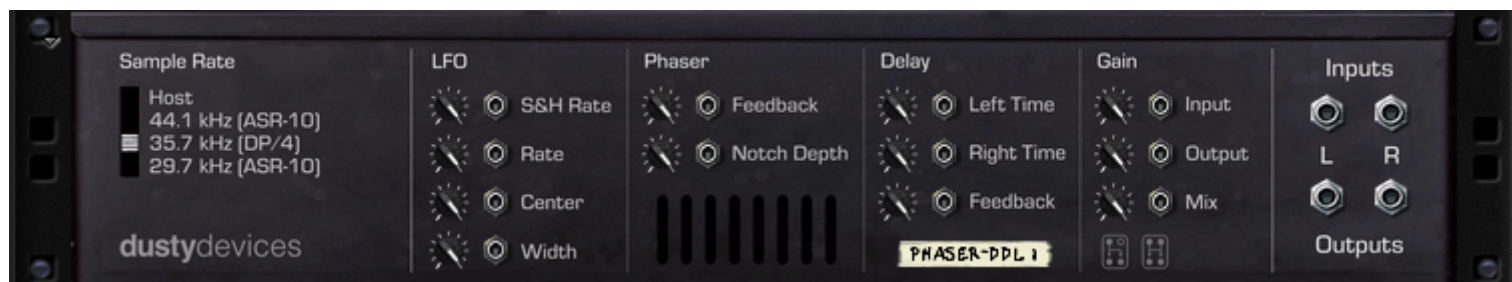 Sample Rate
Host
44.1 kHz (ASR-10)
35.7 kHz (DP/4)
29.7 kHz (ASR-10)
dustydevices
LFO
S&H Rate
Rate
Center
Width
Phaser
Feedback
Notch Depth
Delay
Left Time
Right Time
Feedback
PHASER-DDL 1
Gain
Input
Output
Mix
Inputs
L R
Outputs